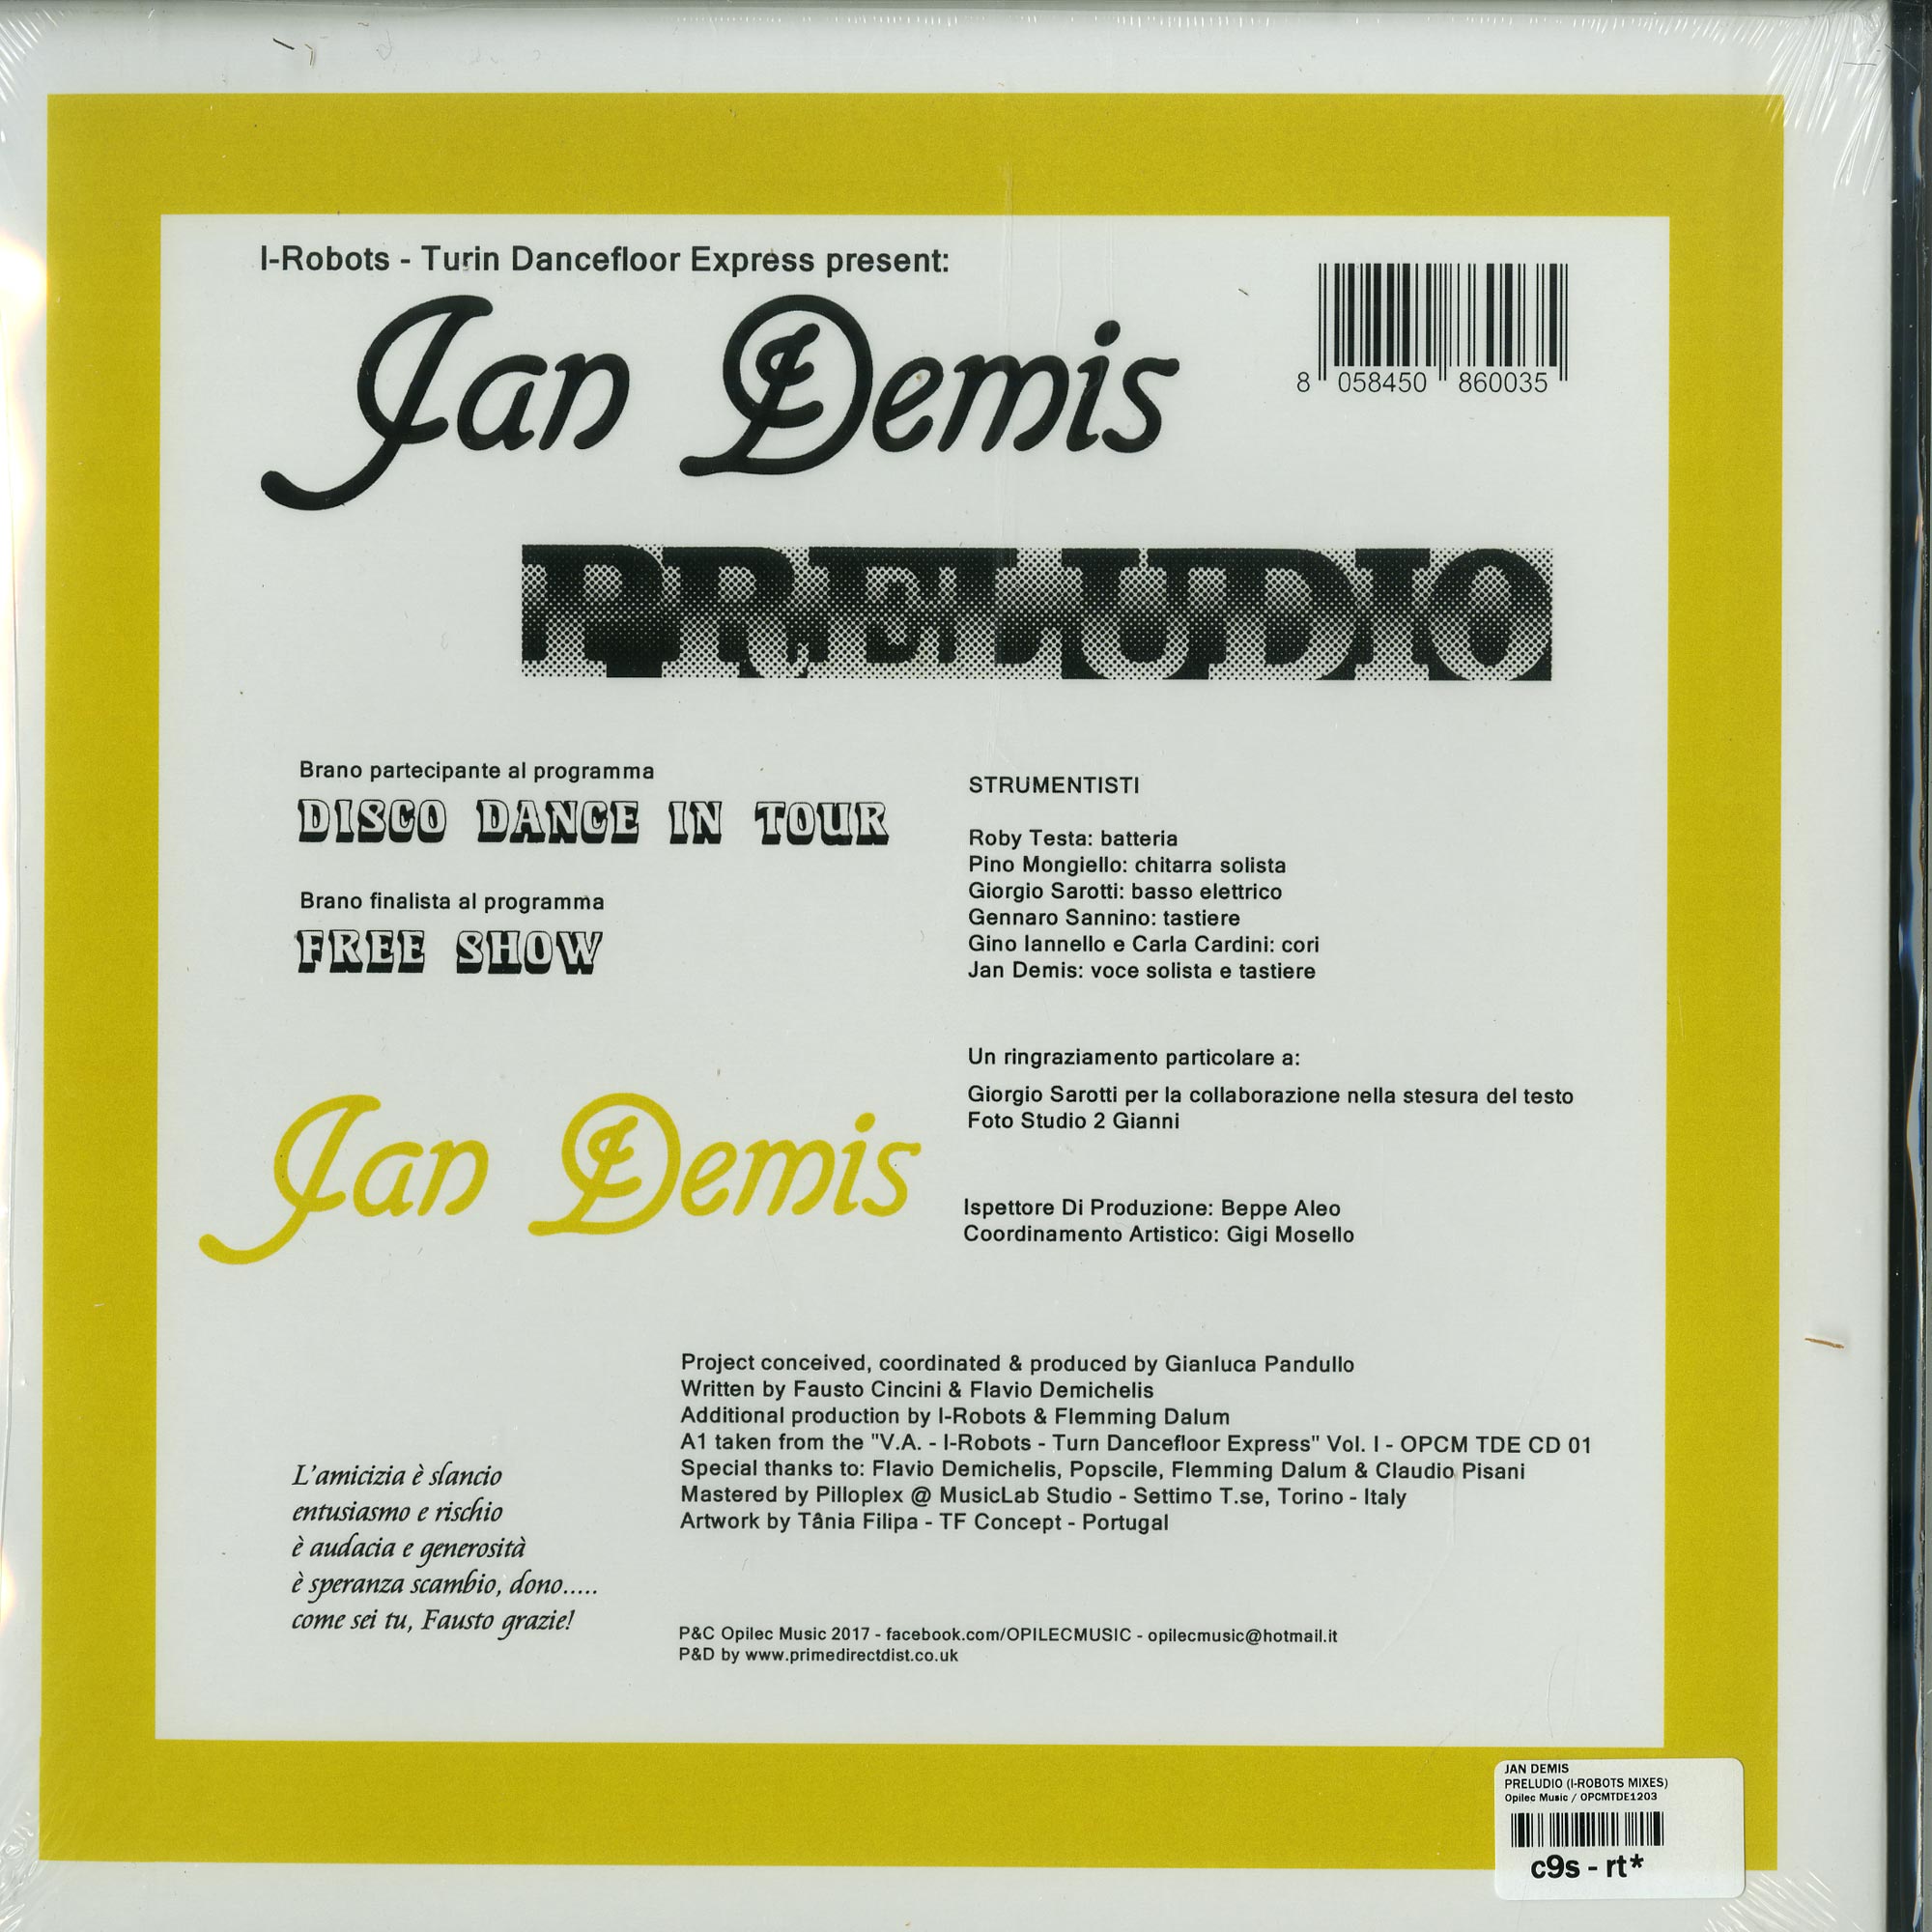 I-Robots - Turin Dancefloor Express present:
Jan Demis
8 058450 860035
PRELUDIO
Brano partecipante al programma
DISCO DANCE IN TOUR
Brano finalista al programma
FREE SHOW
STRUMENTISTI
Roby Testa: batteria
Pino Mongiello: chitarra solista
Giorgio Sarotti: basso elettrico
Gennaro Sannino: tastiere
Gino Iannello e Carla Cardini: cori
Jan Demis: voce solista e tastiere
Un ringraziamento particolare a:
Giorgio Sarotti per la collaborazione nella stesura del testo
Foto Studio 2 Gianni
Jan Demis
Ispettore Di Produzione: Beppe Aleo
Coordinamento Artistico: Gigi Mosello
Project conceived, coordinated & produced by Gianluca Pandullo
Written by Fausto Cincini & Flavio Demichelis
Additional production by I-Robots & Flemming Dalum
A1 taken from the "V.A. - I-Robots - Turn Dancefloor Express" Vol. I - OPCM TDE CD 01
Special thanks to: Flavio Demichelis, Popscile, Flemming Dalum & Claudio Pisani
Mastered by Pilloplex @ MusicLab Studio - Settimo T.se, Torino - Italy
Artwork by Tânia Filipa - TF Concept - Portugal
L'amicizia è slancio
entusiasmo e rischio
è audacia e generosità
è speranza scambio, dono.....
come sei tu, Fausto grazie!
P&C Opilec Music 2017 - facebook.com/OPILECMUSIC - opilecmusic@hotmail.it
P&D by www.primedirectdist.co.uk
JAN DEMIS
PRELUDIO (I-ROBOTS MIXES)
Opilec Music / OPCMTDE1203
c9s - rt*